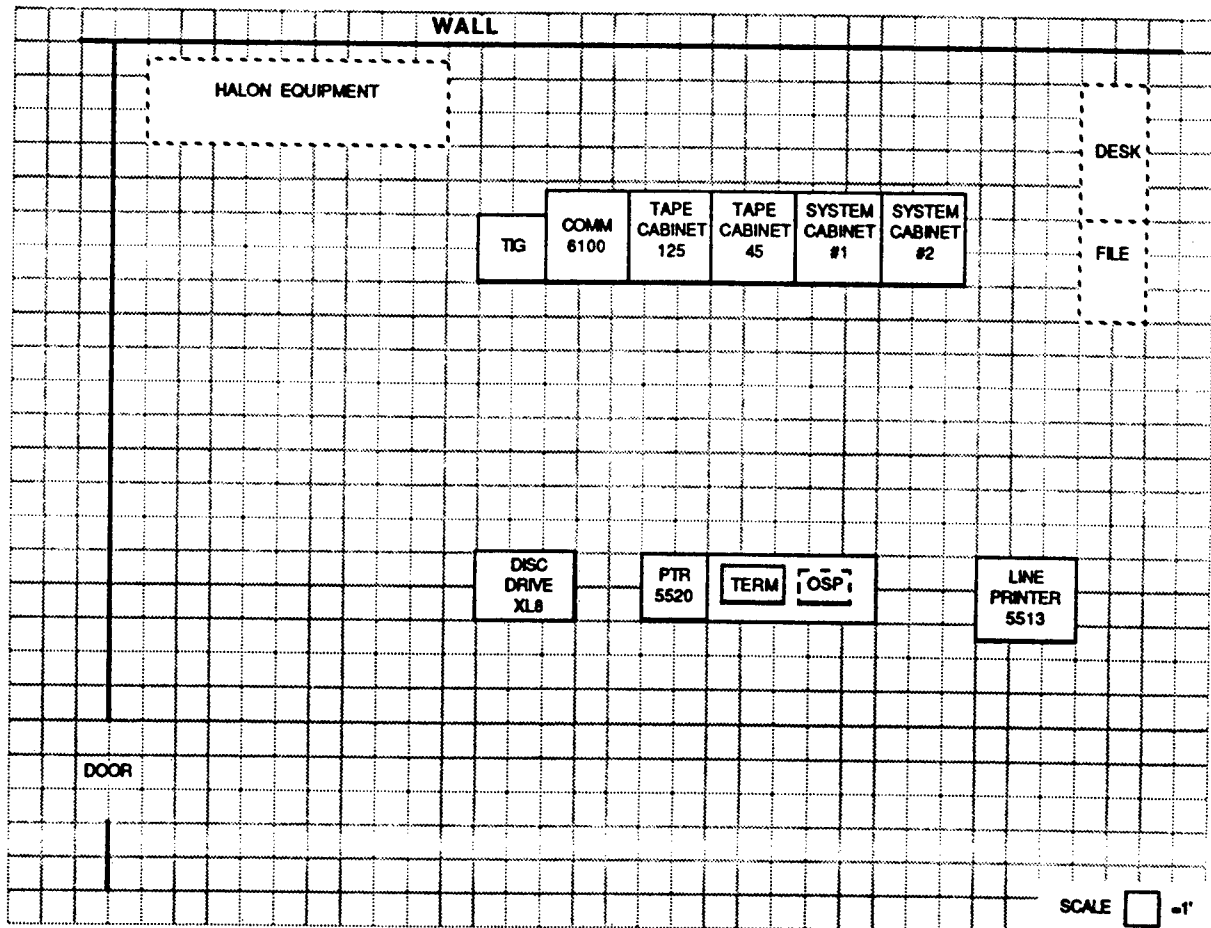 WALL
HALON EQUIPMENT
DESK
FILE
TIG
COMM
6100
TAPE
CABINET
125
TAPE
CABINET
45
SYSTEM
CABINET
#1
SYSTEM
CABINET
#2
DISC
DRIVE
XL8
PTR
5520
TERM
OSP
LINE
PRINTER
5513
DOOR
SCALE =1'